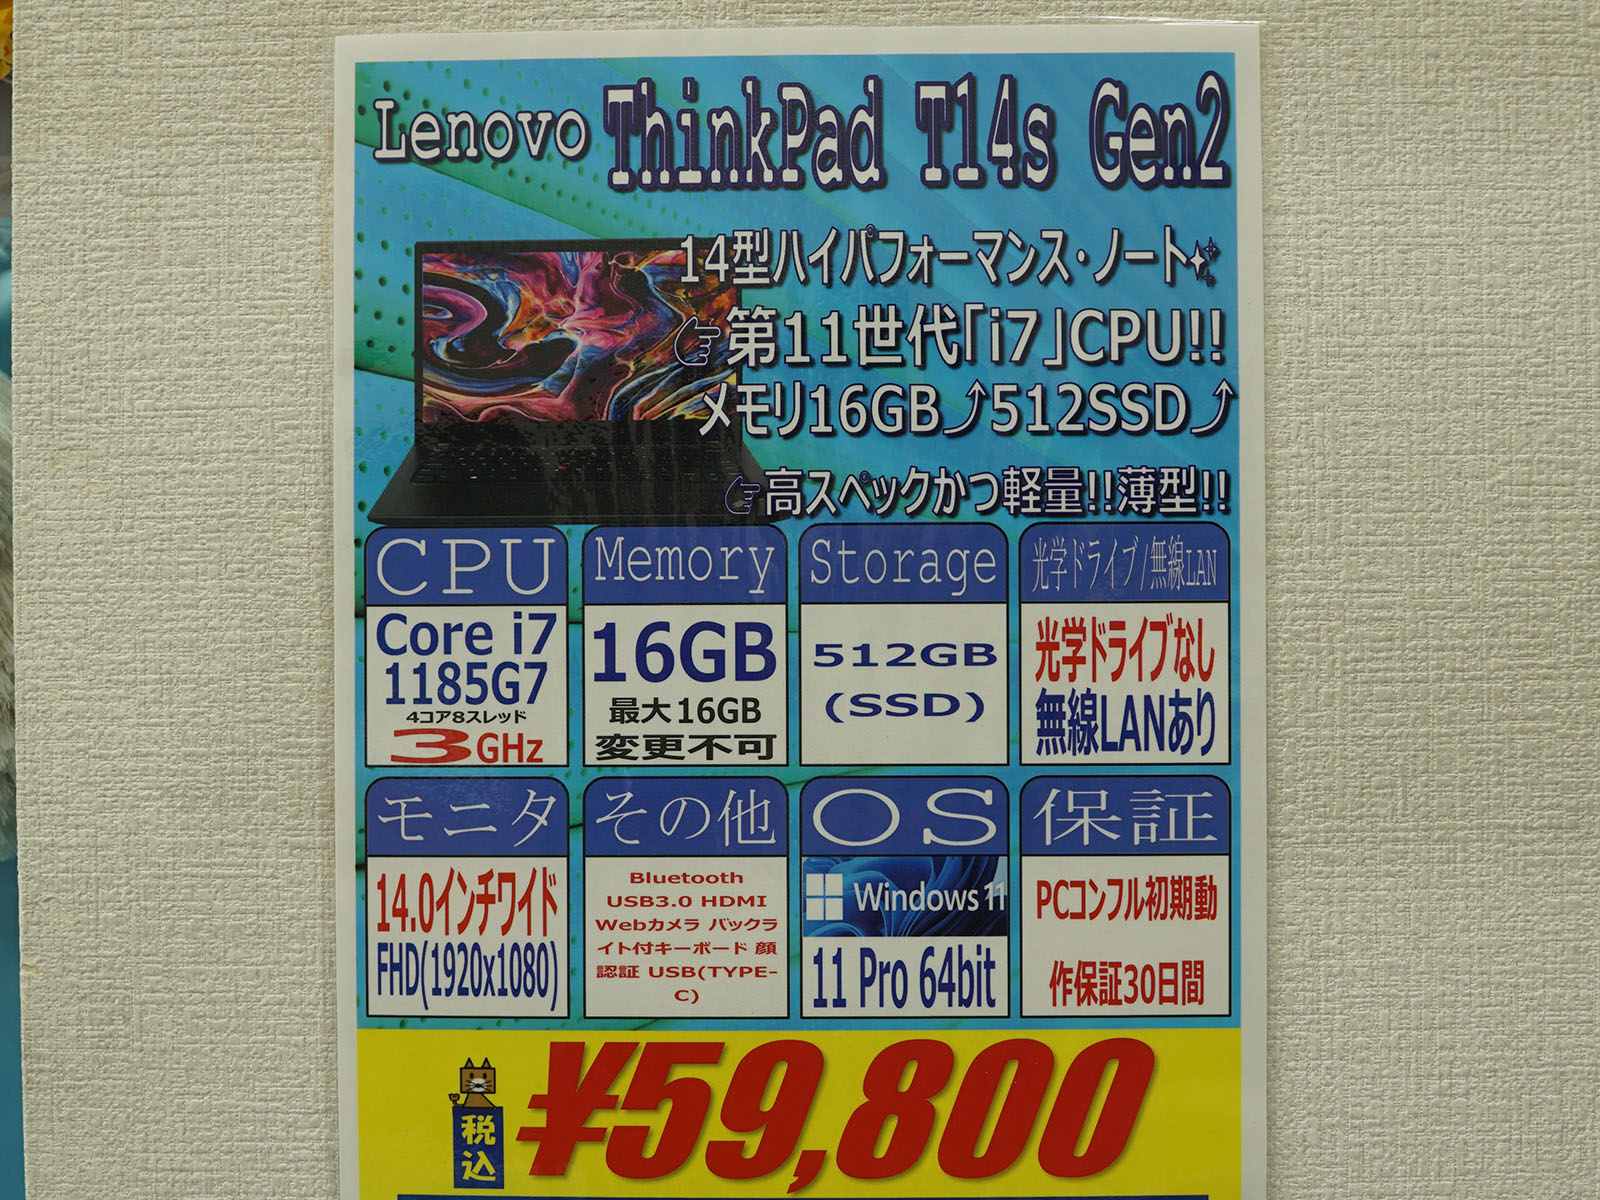 Lenovo ThinkPad T14s Gen2
14型ハイパフォーマンス・ノート✨
☞第11世代「i7」CPU!!
メモリ16GB⤴512SSD⤴
☞高スペックかつ軽量!!薄型!!
CPU
Core i7
1185G7
4コア8スレッド
3GHz
Memory
16GB
最大16GB
変更不可
Storage
512GB
(SSD)
光学ドライブ/無線LAN
光学ドライブなし
無線LANあり
モニタ
14.0インチワイド
FHD(1920x1080)
その他
Bluetooth
USB3.0 HDMI
Webカメラ バックラ
イト付キーボード 顔
認証 USB(TYPE-
C)
OS
Windows 11
11 Pro 64bit
保証
PCコンフル初期動
作保証30日間
税込
¥59,800